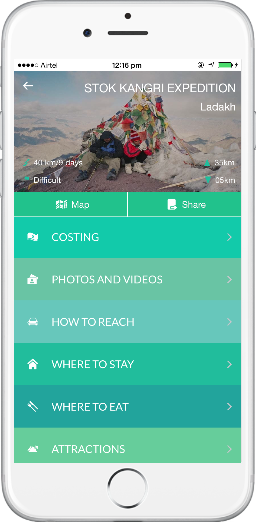 Airtel
12:16 pm
STOK KANGRI EXPEDITION
Ladakh
40 km/9 days
35km
Difficult
05km
Map
Share
COSTING
PHOTOS AND VIDEOS
HOW TO REACH
WHERE TO STAY
WHERE TO EAT
ATTRACTIONS